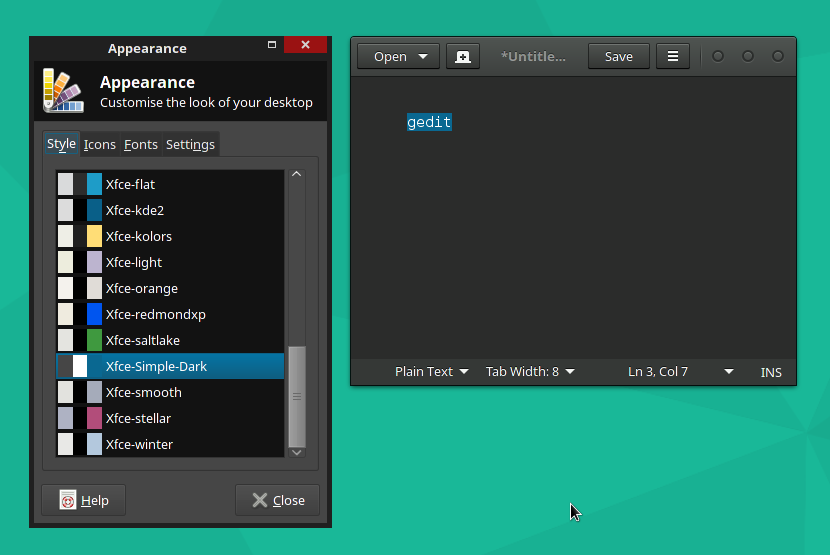 Appearance
Appearance
Customise the look of your desktop
Style Icons Fonts Settings
Xfce-flat
Xfce-kde2
Xfce-kolors
Xfce-light
Xfce-orange
Xfce-redmondxp
Xfce-saltlake
Xfce-Simple-Dark
Xfce-smooth
Xfce-stellar
Xfce-winter
Help Close
Open *Untitle... Save
gedit
Plain Text Tab Width: 8 Ln 3, Col 7 INS